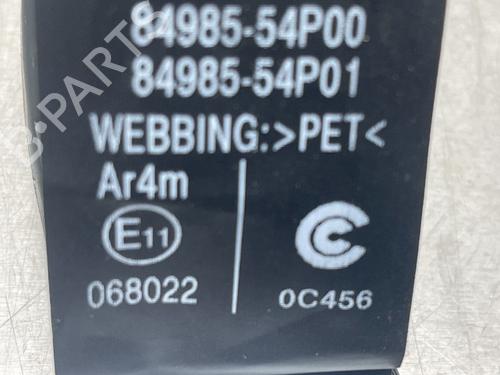 84985-54P00
84985-54P01
WEBBING:>PET<
Ar4m
E11
068022
0C456
B-PARTS